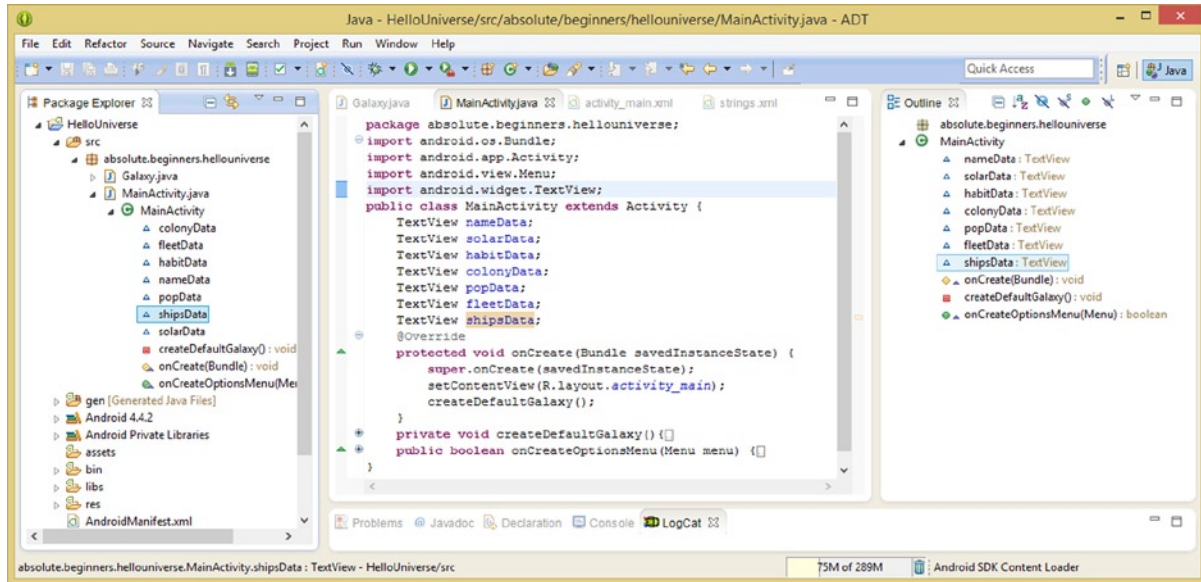 Java - HelloUniverse/src/absolute/beginners/hellouniverse/MainActivity.java - ADT
File Edit Refactor Source Navigate Search Project Run Window Help
Quick Access
Java
Package Explorer
HelloUniverse
src
absolute.beginners.hellouniverse
Galaxy.java
MainActivity.java
MainActivity
colonyData
fleetData
habitData
nameData
popData
shipsData
solarData
createDefaultGalaxy() : void
onCreate(Bundle) : void
onCreateOptionsMenu(Me
gen [Generated Java Files]
Android 4.4.2
Android Private Libraries
assets
bin
libs
res
AndroidManifest.xml
Galaxy.java MainActivity.java activity_main.xml strings.xml
package absolute.beginners.hellouniverse;
import android.os.Bundle;
import android.app.Activity;
import android.view.Menu;
import android.widget.TextView;
public class MainActivity extends Activity {
TextView nameData;
TextView solarData;
TextView habitData;
TextView colonyData;
TextView popData;
TextView fleetData;
TextView shipsData;
@Override
protected void onCreate(Bundle savedInstanceState) {
super.onCreate(savedInstanceState);
setContentView(R.layout.activity_main);
createDefaultGalaxy();
}
private void createDefaultGalaxy(){
public boolean onCreateOptionsMenu(Menu menu) {
}
Outline
absolute.beginners.hellouniverse
MainActivity
nameData : TextView
solarData : TextView
habitData : TextView
colonyData : TextView
popData : TextView
fleetData : TextView
shipsData : TextView
onCreate(Bundle) : void
createDefaultGalaxy() : void
onCreateOptionsMenu(Menu) : boolean
Problems @ Javadoc Declaration Console LogCat
absolute.beginners.hellouniverse.MainActivity.shipsData : TextView - HelloUniverse/src
75M of 289M
Android SDK Content Loader